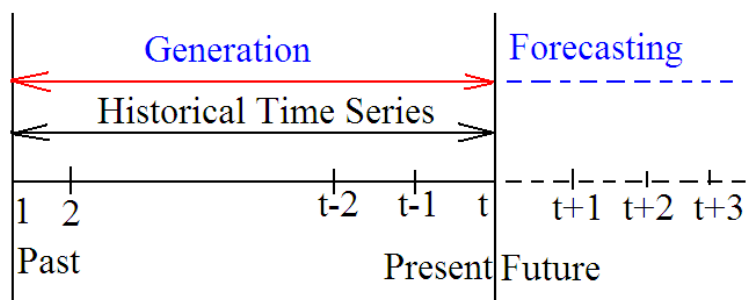 Generation Forecasting
Historical Time Series
1 2 t-2 t-1 t t+1 t+2 t+3
Past Present Future